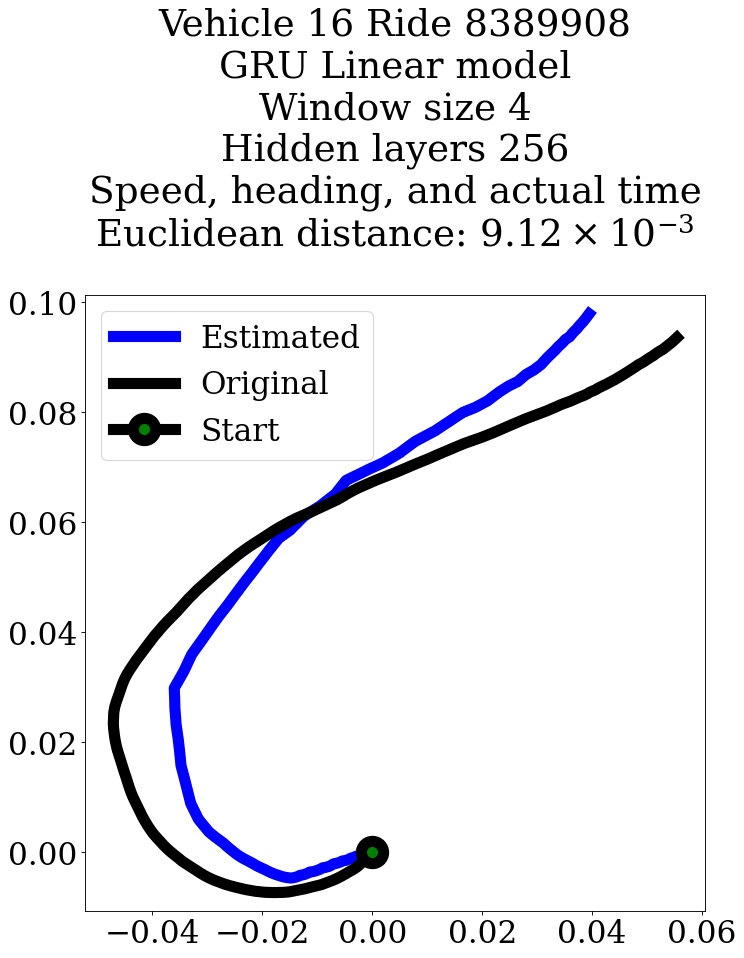 Vehicle 16 Ride 8389908
GRU Linear model
Window size 4
Hidden layers 256
Speed, heading, and actual time
Euclidean distance: 9.12 × 10⁻³
Estimated
Original
Start
0.10
0.08
0.06
0.04
0.02
0.00
−0.04 −0.02 0.00 0.02 0.04 0.06